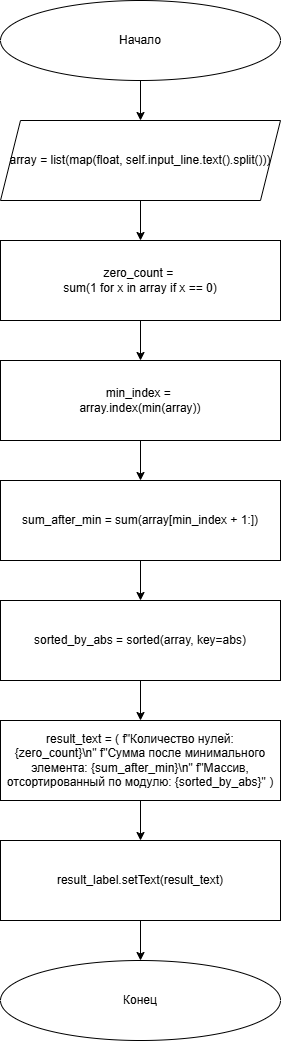 Начало
array = list(map(float, self.input_line.text().split()))
zero_count =
sum(1 for x in array if x == 0)
min_index =
array.index(min(array))
sum_after_min = sum(array[min_index + 1:])
sorted_by_abs = sorted(array, key=abs)
result_text = ( f"Количество нулей:
{zero_count}\n" f"Сумма после минимального
элемента: {sum_after_min}\n" f"Массив,
отсортированный по модулю: {sorted_by_abs}" )
result_label.setText(result_text)
Конец